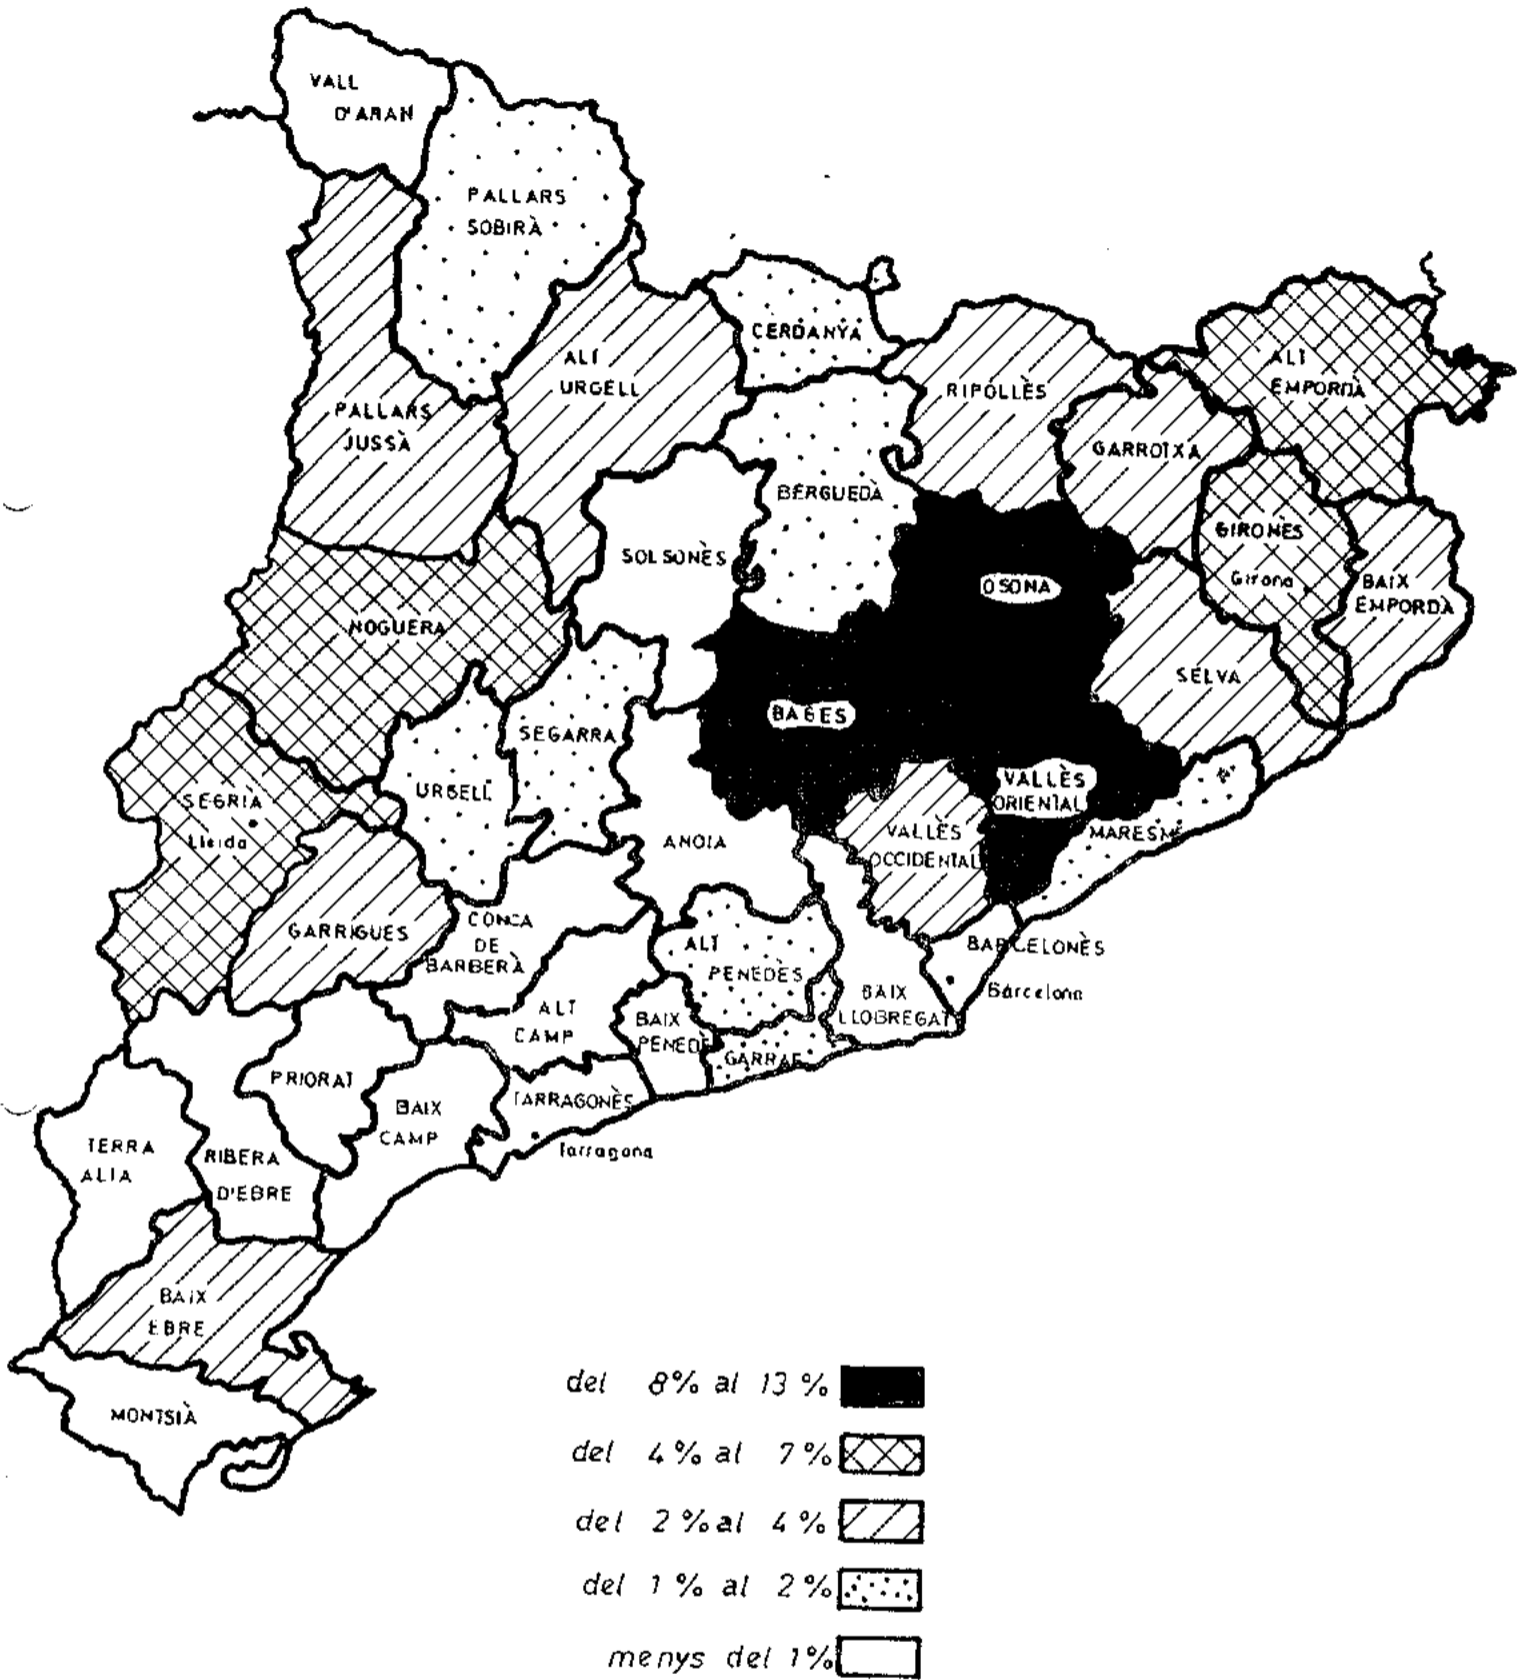 VALL
D'ARAN
PALLARS
SOBIRÀ
CERDANYA
ALT
URGELL
RIPOLLÈS
ALT
EMPORDÀ
PALLARS
JUSSÀ
GARROTXA
BERGUEDÀ
GIRONÈS
Girona
SOLSONÈS
OSONA
BAIX
EMPORDÀ
NOGUERA
SELVA
BAGES
SEGARRA
VALLÈS
ORIENTAL
URGELL
SEGRIÀ
Lleida
ANOIA
VALLÈS
OCCIDENTAL
MARESME
GARRIGUES
CONCA
DE
BARBERÀ
ALT
PENEDÈS
BARCELONÈS
Barcelona
BAIX
LLOBREGAT
ALT
CAMP
BAIX
PENEDÈ
GARRAF
PRIORAT
BAIX
CAMP
TARRAGONÈS
Tarragona
TERRA
ALTA
RIBERA
D'EBRE
BAIX
EBRE
MONTSIÀ
del 8% al 13%
del 4% al 7%
del 2% al 4%
del 1% al 2%
menys del 1%